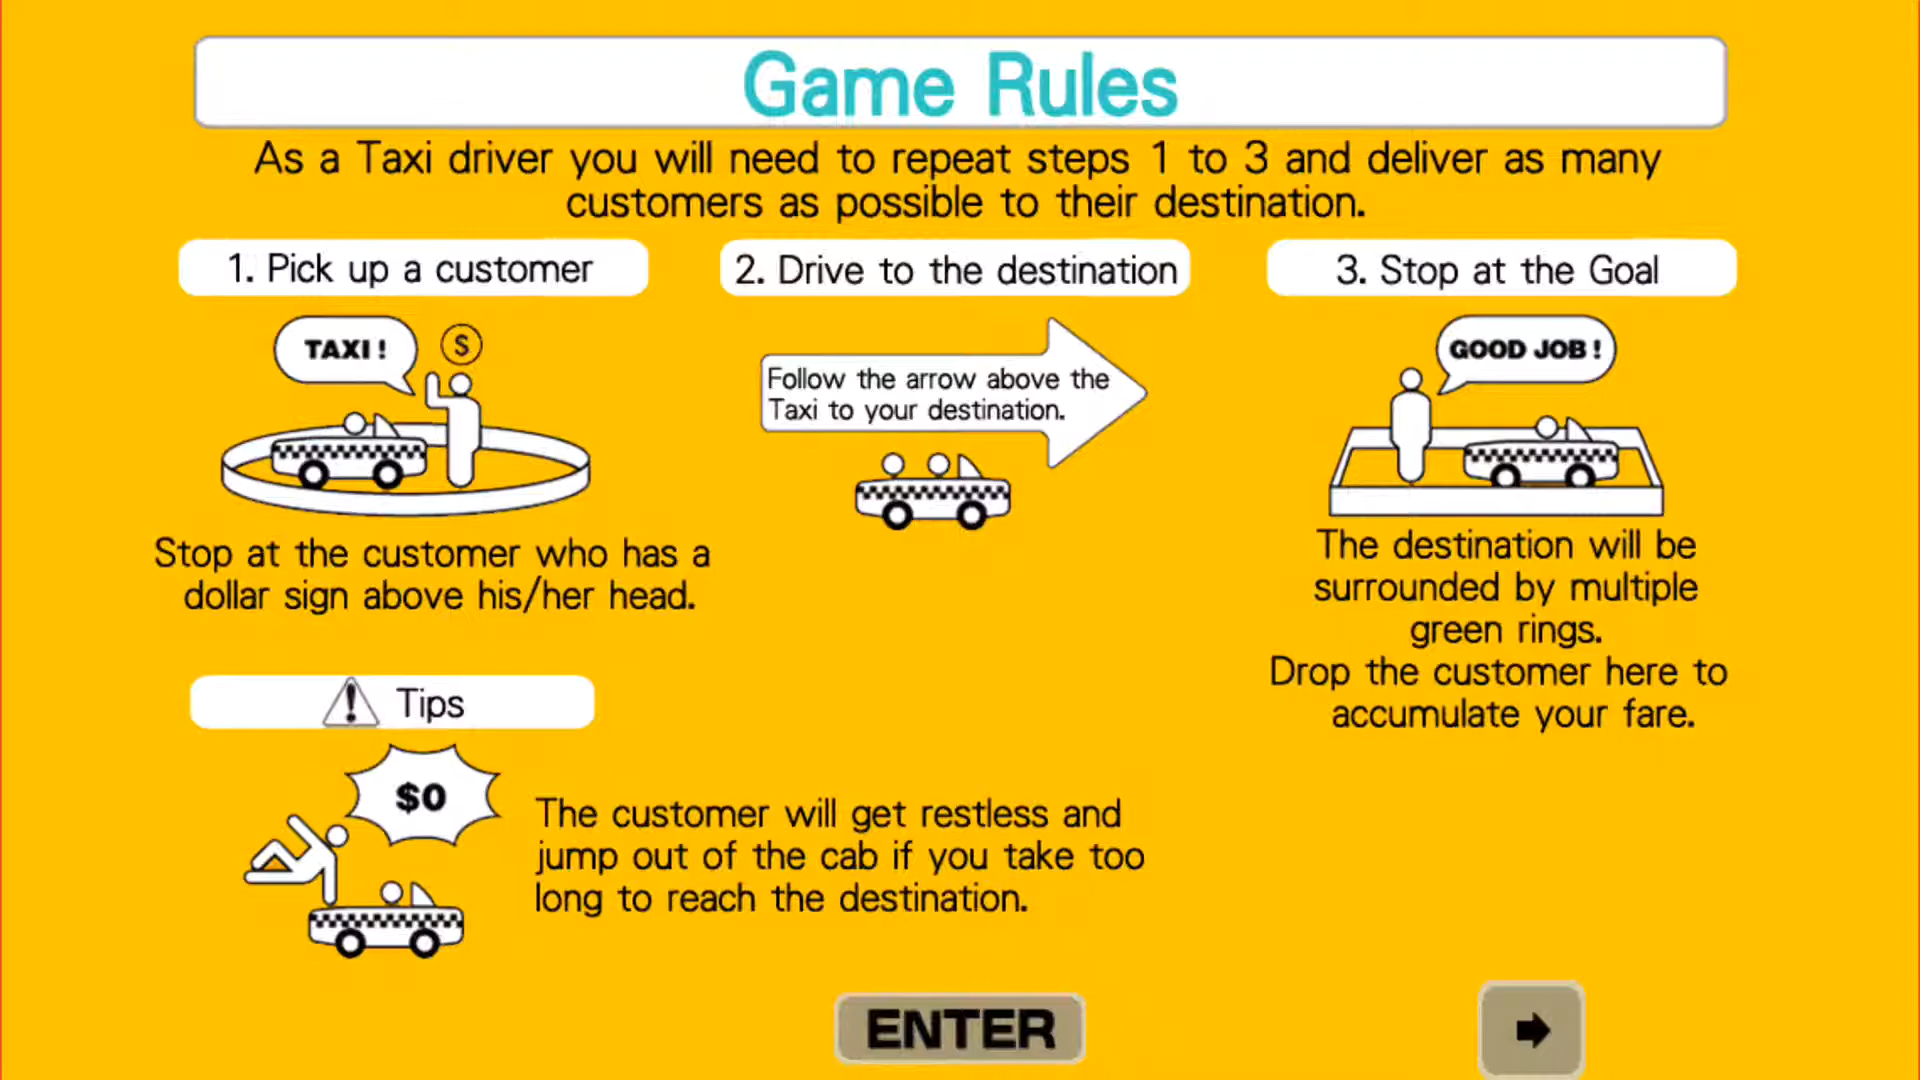 Game Rules
As a Taxi driver you will need to repeat steps 1 to 3 and deliver as many
customers as possible to their destination.
1. Pick up a customer
TAXI !
S
Stop at the customer who has a
dollar sign above his/her head.
2. Drive to the destination
Follow the arrow above the
Taxi to your destination.
3. Stop at the Goal
GOOD JOB !
The destination will be
surrounded by multiple
green rings.
Drop the customer here to
accumulate your fare.
! Tips
$0
The customer will get restless and
jump out of the cab if you take too
long to reach the destination.
ENTER